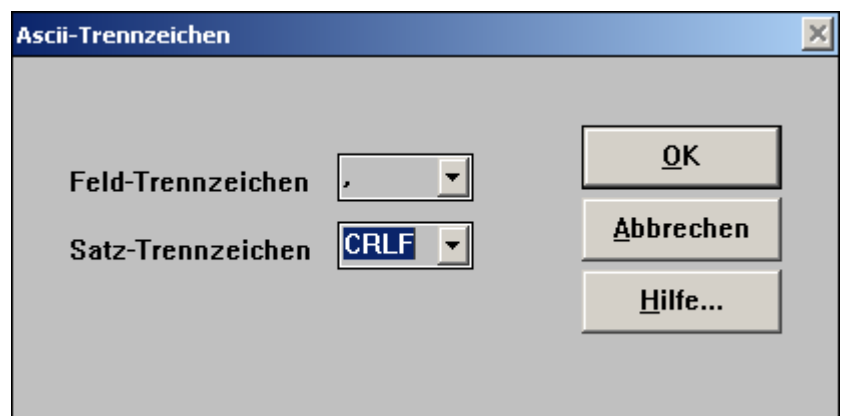 Ascii-Trennzeichen
Feld-Trennzeichen ,
OK
Satz-Trennzeichen CRLF
Abbrechen
Hilfe...